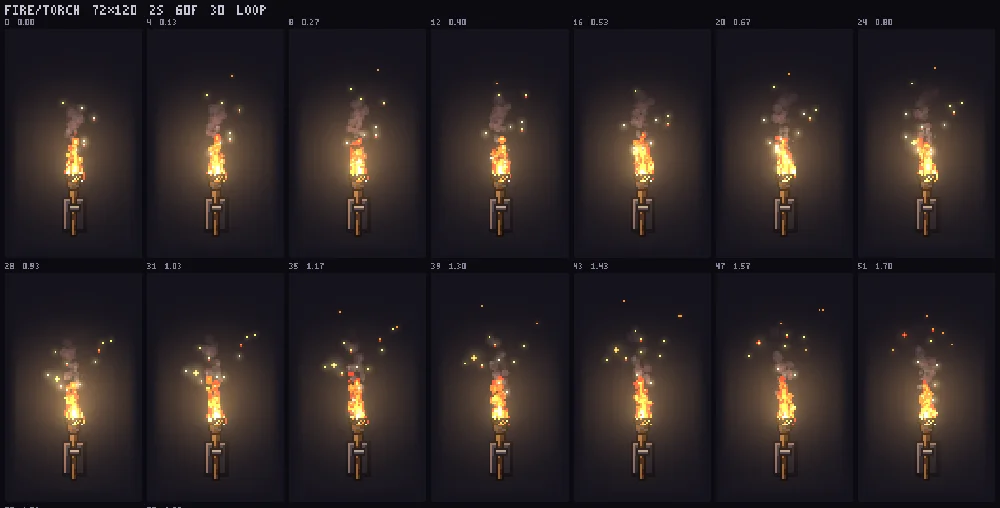 FIRE/TORCH 72×120 2S 60F 30 LOOP
0 0.00 4 0.13 8 0.27 12 0.40 16 0.53 20 0.67 24 0.80
28 0.93 31 1.03 35 1.17 39 1.30 43 1.43 47 1.57 51 1.70